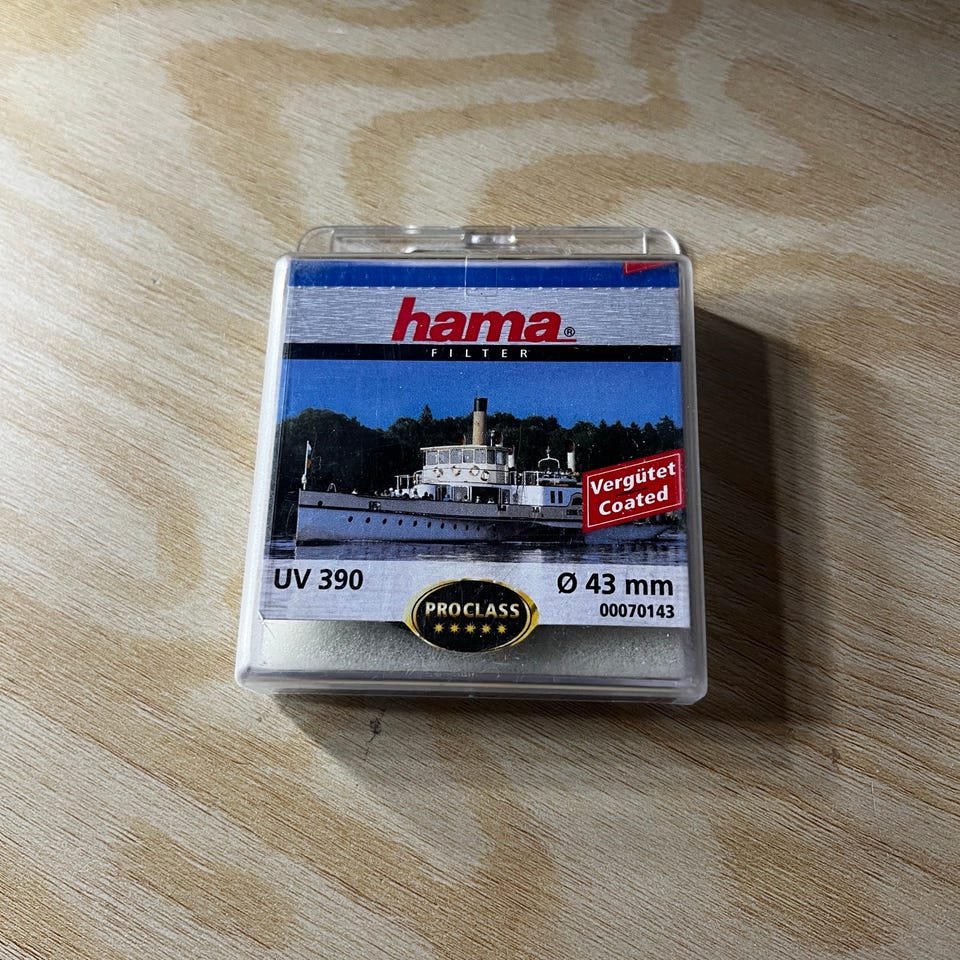 hama®
FILTER
Vergütet
Coated
UV 390
Ø 43 mm
00070143
PROCLASS